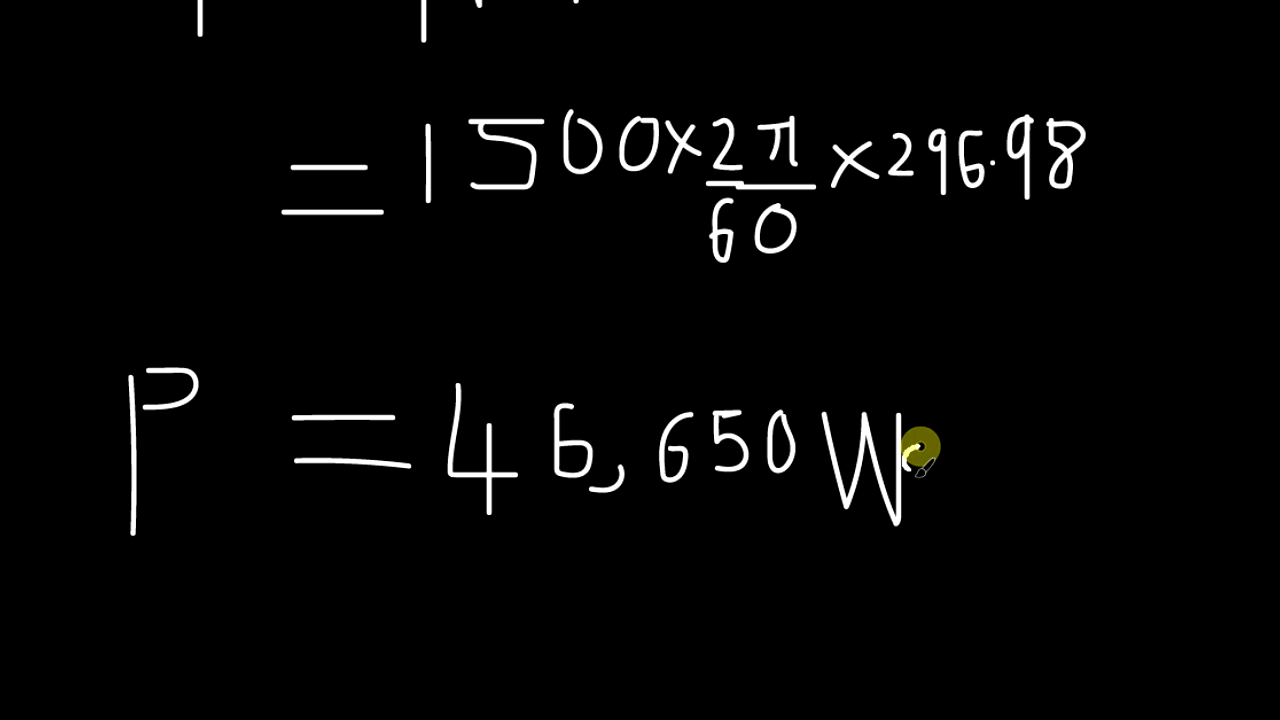 = 1500 × 2π/60 × 296.98
P = 46,650 W